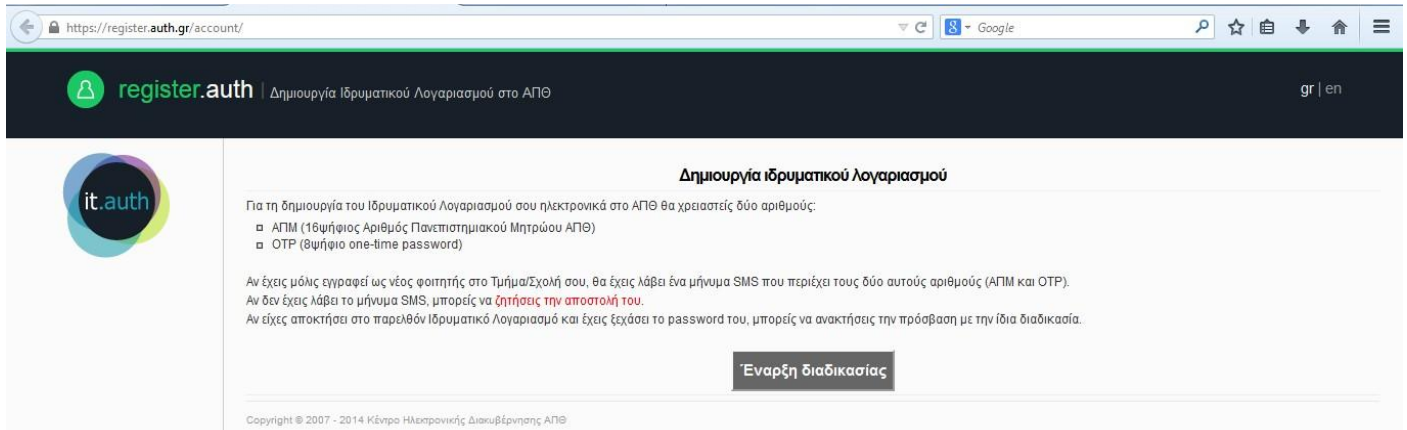 https://register.auth.gr/account/
Google
register.auth | Δημιουργία Ιδρυματικού Λογαριασμού στο ΑΠΘ
gr | en
it.auth
Δημιουργία ιδρυματικού λογαριασμού
Για τη δημιουργία του Ιδρυματικού Λογαριασμού σου ηλεκτρονικά στο ΑΠΘ θα χρειαστείς δύο αριθμούς:
ΑΠΜ (16ψήφιος Αριθμός Πανεπιστημιακού Μητρώου ΑΠΘ)
OTP (8ψήφιο one-time password)
Αν έχεις μόλις εγγραφεί ως νέος φοιτητής στο Τμήμα/Σχολή σου, θα έχεις λάβει ένα μήνυμα SMS που περιέχει τους δύο αυτούς αριθμούς (ΑΠΜ και OTP).
Αν δεν έχεις λάβει το μήνυμα SMS, μπορείς να ζητήσεις την αποστολή του.
Αν είχες αποκτήσει στο παρελθόν Ιδρυματικό Λογαριασμό και έχεις ξεχάσει το password του, μπορείς να ανακτήσεις την πρόσβαση με την ίδια διαδικασία.
Έναρξη διαδικασίας
Copyright © 2007 - 2014 Κέντρο Ηλεκτρονικής Διακυβέρνησης ΑΠΘ